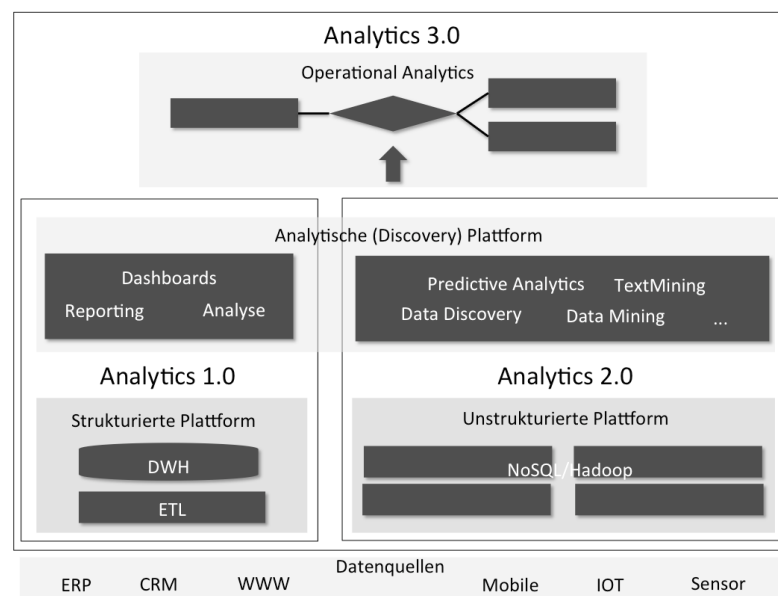 Analytics 3.0
Operational Analytics
Analytische (Discovery) Plattform
Dashboards
Reporting Analyse
Predictive Analytics TextMining
Data Discovery Data Mining ...
Analytics 1.0
Analytics 2.0
Strukturierte Plattform
DWH
ETL
Unstrukturierte Plattform
NoSQL/Hadoop
Datenquellen
ERP CRM WWW Mobile IOT Sensor